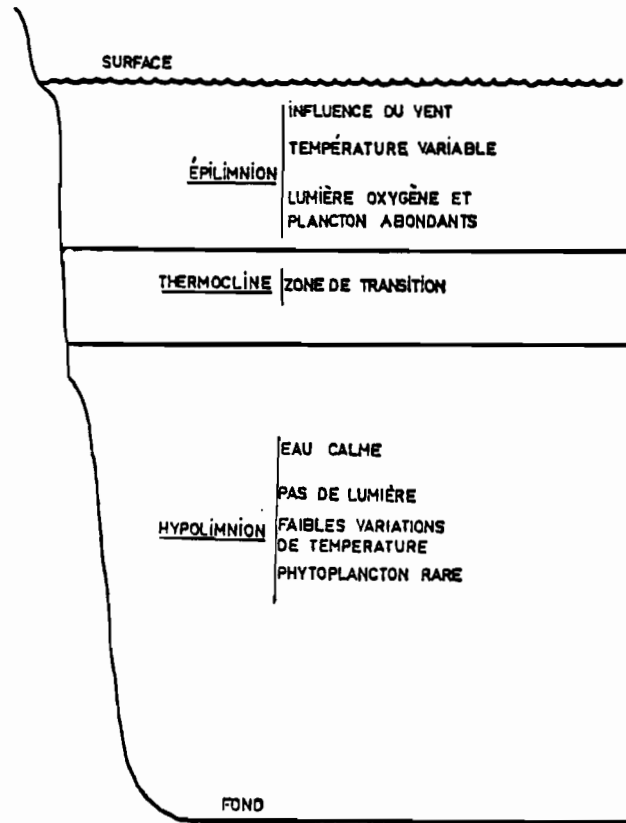 SURFACE
INFLUENCE DU VENT
TEMPÉRATURE VARIABLE
ÉPILIMNION
LUMIÈRE OXYGÈNE ET
PLANCTON ABONDANTS
THERMOCLINE
ZONE DE TRANSITION
EAU CALME
PAS DE LUMIÈRE
HYPOLIMNION
FAIBLES VARIATIONS
DE TEMPERATURE
PHYTOPLANCTON RARE
FOND